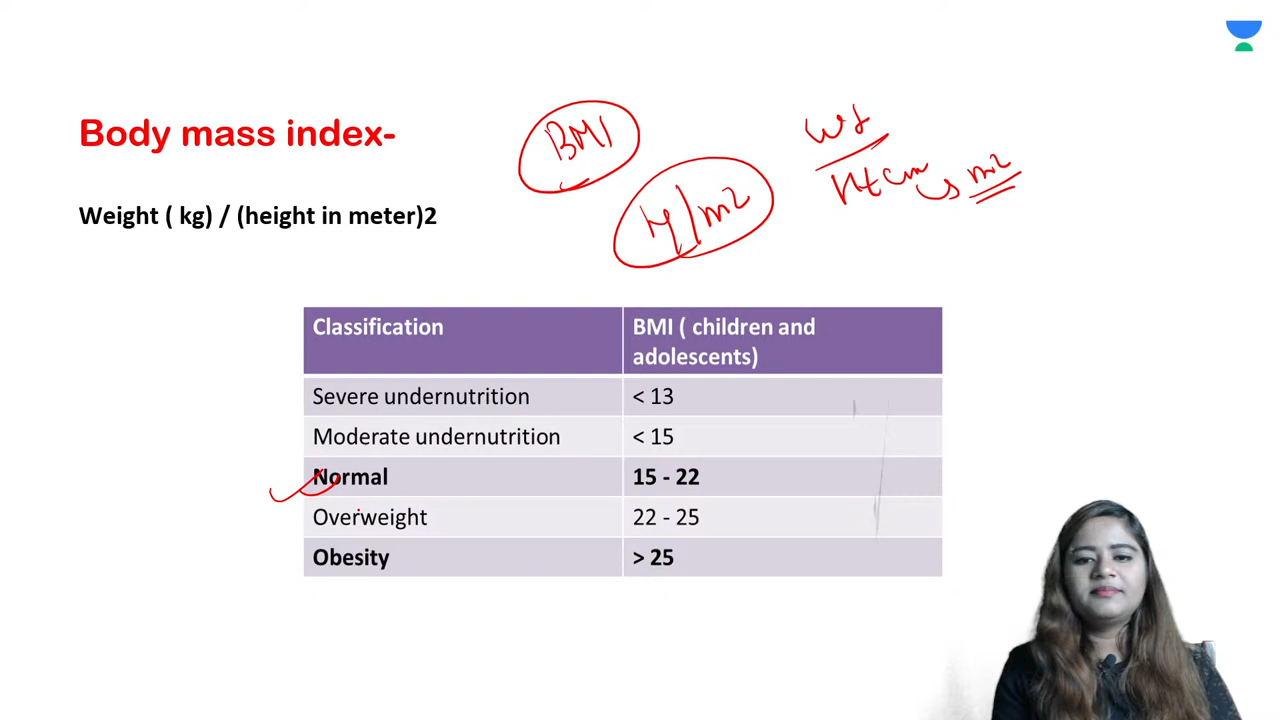 Body mass index-
BMI
Wt
Ht cm
m2
/m2
Weight ( kg) / (height in meter)2
Classification
BMI ( children and
adolescents)
Severe undernutrition
< 13
Moderate undernutrition
< 15
Normal
15 - 22
Overweight
22 - 25
Obesity
> 25